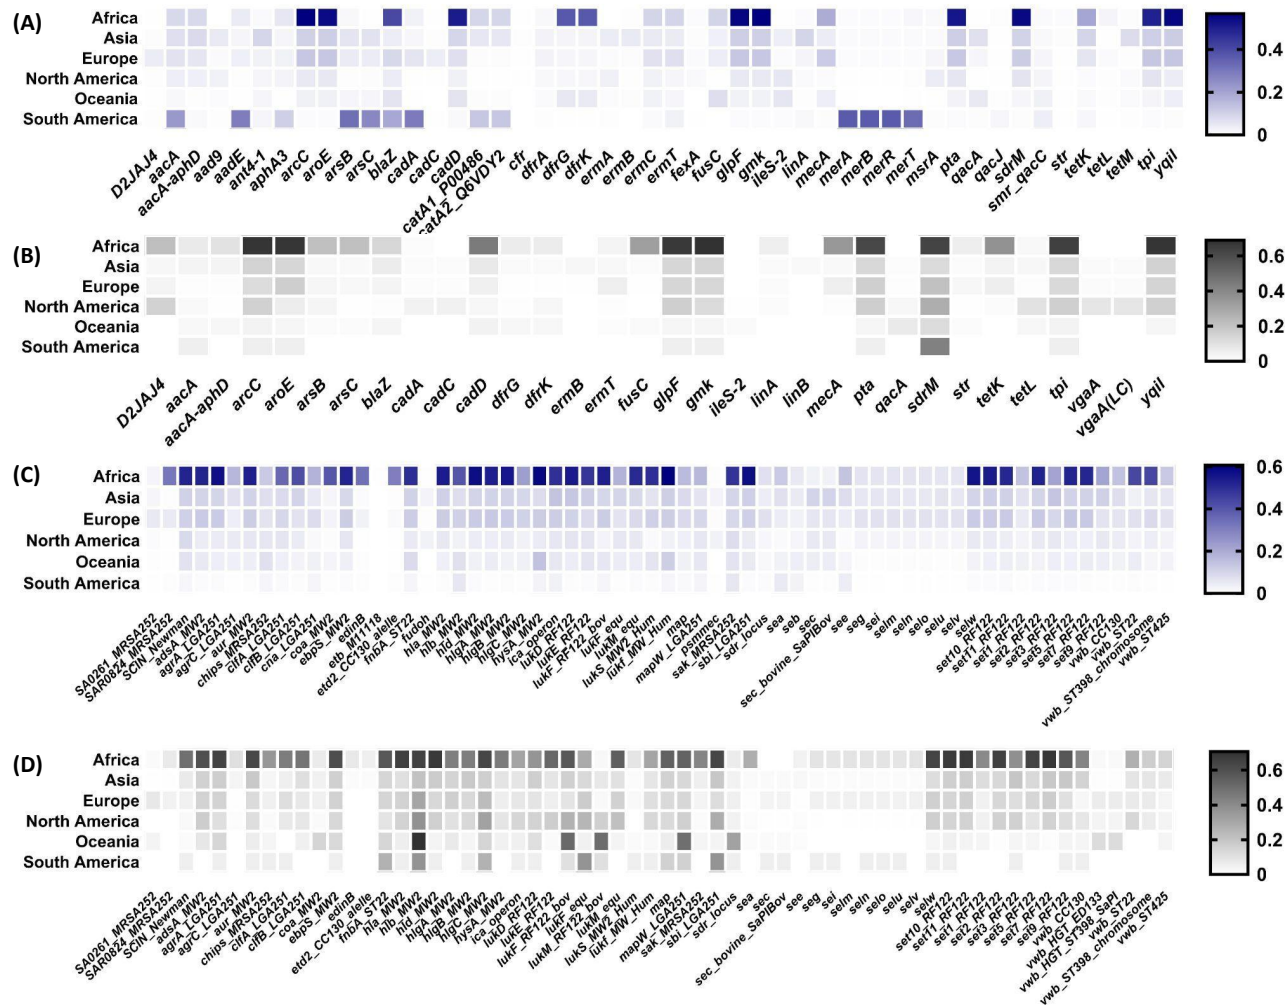 (A)
Africa
Asia
Europe
North America
Oceania
South America
0.4
0.2
0
D2JAJ4 aacA aacA-aphD aad9 aadE ant4-1 aphA3 arcC aroE arsB arsC blaZ cadA cadC cadD catA1_P00486 catA2_Q6VDY2 cfr dfrA dfrG dfrK ermA ermB ermC ermT fexA fusC glpF gmk ileS-2 linA mecA merA merB merR merT msrA pta qacA qacJ sdrM smr_qacC str tetK tetL tetM tpi yqiI
(B)
Africa
Asia
Europe
North America
Oceania
South America
0.6
0.4
0.2
0
D2JAJ4 aacA aacA-aphD arcC aroE arsB arsC blaZ cadA cadC cadD dfrG dfrK ermB ermT fusC glpF gmk ileS-2 linA linB mecA pta qacA sdrM str tetK tetL tpi vgaA vgaA(LC) yqiI
(C)
Africa
Asia
Europe
North America
Oceania
South America
0.6
0.4
0.2
0
SA0261_MRSA252 SAR0824_MRSA252 SCIN_Newman adsA_MW2 agrA_LGA251 agrC_LGA251 aur_MW2 chips_MRSA252 clfA_LGA251 clfB_LGA251 cna_LGA251 coa_MW2 ebpS_MW2 edinB etb_M11118 etd2_CC130_alelle fnbA_ST22 fudoh hla_MW2 hlb_MW2 hld_MW2 hlgA_MW2 hlgB_MW2 hlgC_MW2 hysA_MW2 ica_operon lukD_RF122 lukE_RF122 lukF_RF122_bov lukF_equ lukM_equ lukS_MW2_Hum lukf_MW_Hum map mapW_LGA251 psmmec sak_MRSA252 sbi_LGA251 sdr_locus sea seb sec sec_bovine_SaPIBov see seg sei selm seln selo selu selv selw set10_RF122 setT1_RF122 set1_RF122 set2_RF122 set3_RF122 set5_RF122 set7_RF122 set9_RF122 vwb_CC130 vwb_ST22 vwb_ST398_chromosome vwb_ST425
(D)
Africa
Asia
Europe
North America
Oceania
South America
0.6
0.4
0.2
0
SA0261_MRSA252 SAR0824_MRSA252 SCIN_Newman adsA_MW2 agrA_LGA251 agrC_LGA251 aur_MW2 chips_MRSA252 clfA_LGA251 clfB_LGA251 cna_MW2 ebpS_MW2 edinB etd2_CC130_alelle fnbA_ST22 hla_MW2 hld_MW2 hlgA_MW2 hlgB_MW2 hlgC_MW2 hysA_MW2 ica_operon lukD_RF122 lukE_RF122 lukF_RF122_bov lukF_equ lukM_RF122_bov lukM_equ lukS_MW2_Hum lukf_MW_Hum map mapW_LGA251 sak_MRSA252 sbi_LGA251 sdr_locus sea sec sec_bovine_SaPIBov see seg sei selm seln selo selu selv selw set10_RF122 setT1_RF122 set1_RF122 set2_RF122 set3_RF122 set5_RF122 set7_RF122 set9_RF122 vwb_CC130 vwb_HGT_ED133 vwb_HGT_ST398_SaPI vwb_ST22 vwb_ST398_chromosome vwb_ST425